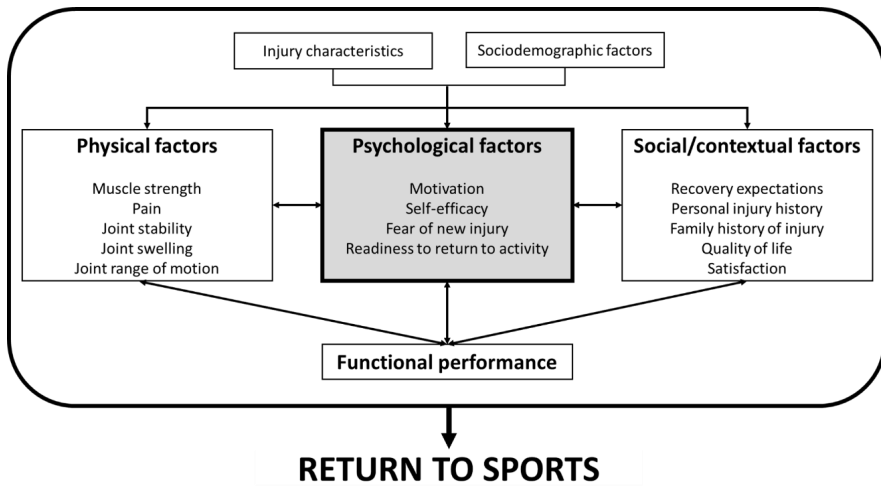 Injury characteristics
Sociodemographic factors
Physical factors
Muscle strength
Pain
Joint stability
Joint swelling
Joint range of motion
Psychological factors
Motivation
Self-efficacy
Fear of new injury
Readiness to return to activity
Social/contextual factors
Recovery expectations
Personal injury history
Family history of injury
Quality of life
Satisfaction
Functional performance
RETURN TO SPORTS